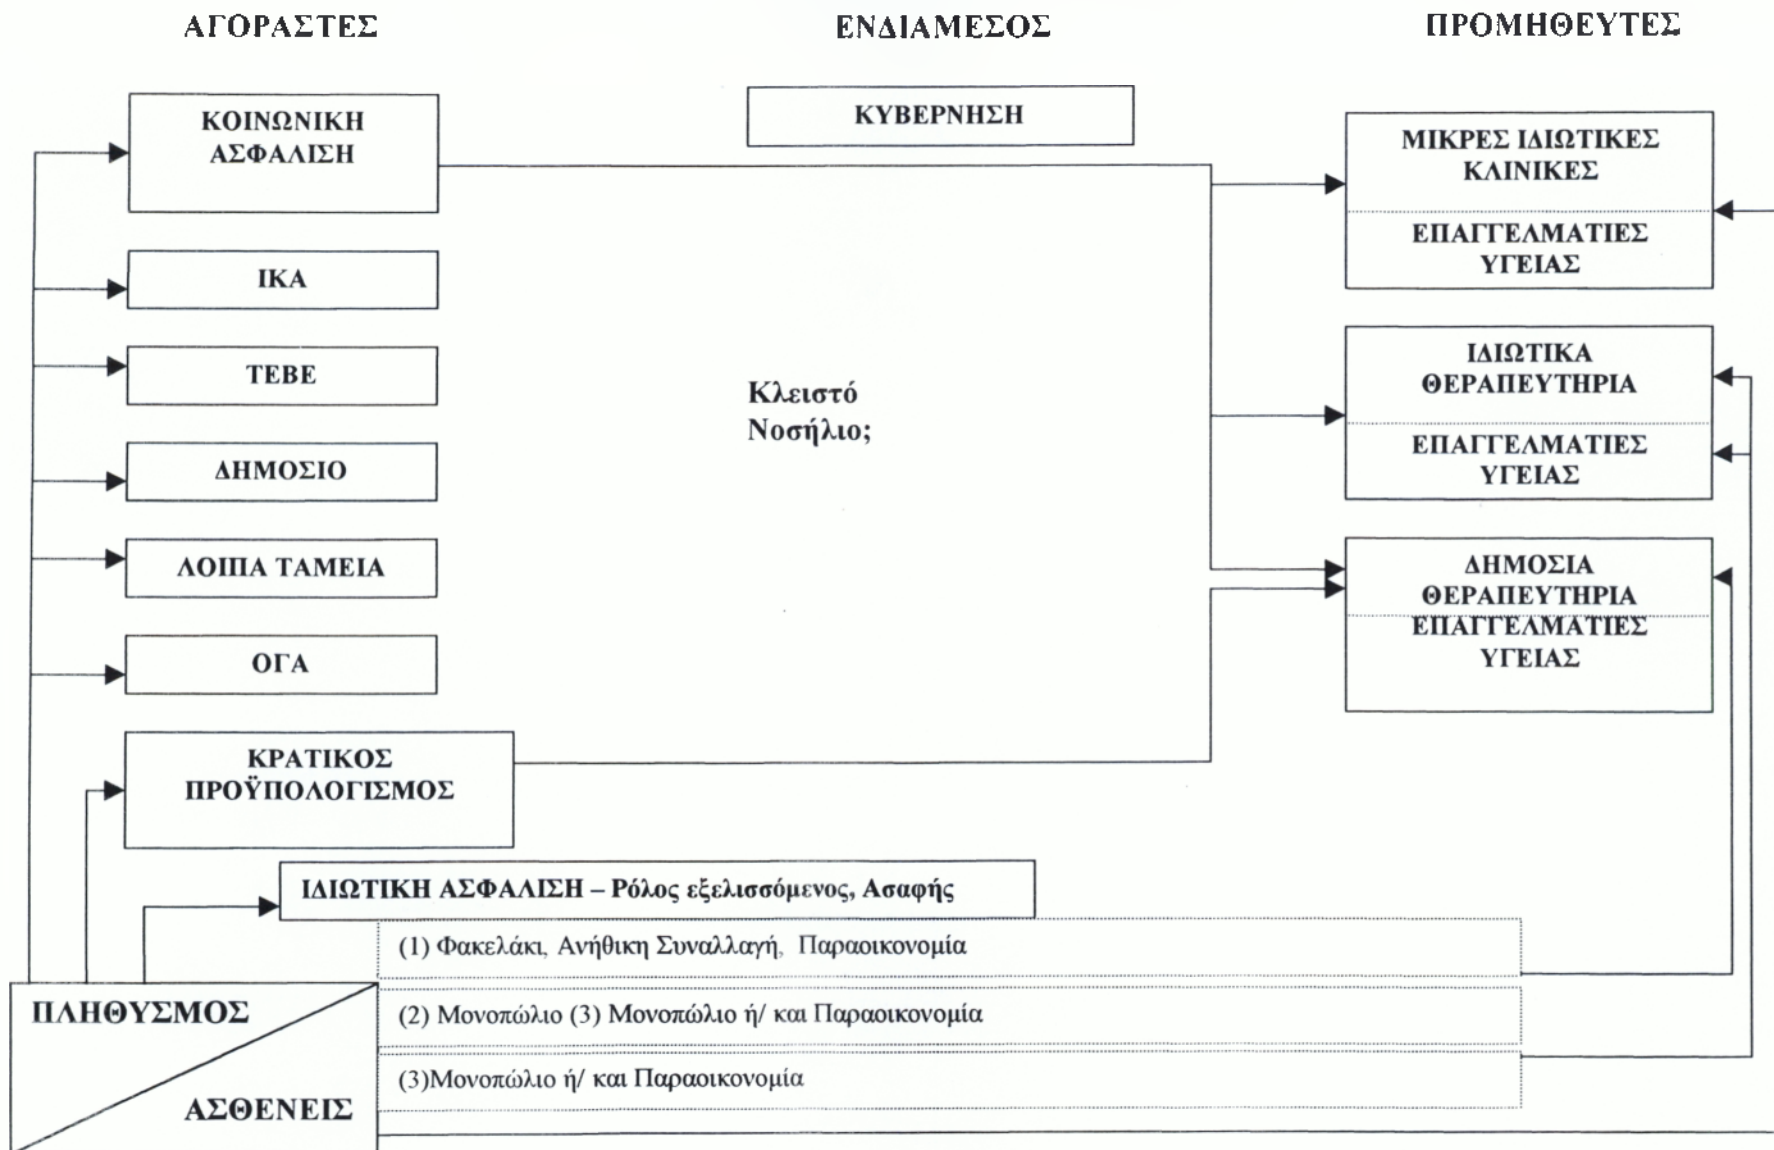 ΑΓΟΡΑΣΤΕΣ
ΕΝΔΙΑΜΕΣΟΣ
ΠΡΟΜΗΘΕΥΤΕΣ
ΚΟΙΝΩΝΙΚΗ
ΑΣΦΑΛΙΣΗ
ΙΚΑ
ΤΕΒΕ
ΔΗΜΟΣΙΟ
ΛΟΙΠΑ ΤΑΜΕΙΑ
ΟΓΑ
ΚΡΑΤΙΚΟΣ
ΠΡΟΫΠΟΛΟΓΙΣΜΟΣ
ΚΥΒΕΡΝΗΣΗ
Κλειστό
Νοσήλιο;
ΜΙΚΡΕΣ ΙΔΙΩΤΙΚΕΣ
ΚΛΙΝΙΚΕΣ
ΕΠΑΓΓΕΛΜΑΤΙΕΣ
ΥΓΕΙΑΣ
ΙΔΙΩΤΙΚΑ
ΘΕΡΑΠΕΥΤΗΡΙΑ
ΕΠΑΓΓΕΛΜΑΤΙΕΣ
ΥΓΕΙΑΣ
ΔΗΜΟΣΙΑ
ΘΕΡΑΠΕΥΤΗΡΙΑ
ΕΠΑΓΓΕΛΜΑΤΙΕΣ
ΥΓΕΙΑΣ
ΙΔΙΩΤΙΚΗ ΑΣΦΑΛΙΣΗ – Ρόλος εξελισσόμενος, Ασαφής
(1) Φακελάκι, Ανήθικη Συναλλαγή, Παραοικονομία
(2) Μονοπώλιο (3) Μονοπώλιο ή/ και Παραοικονομία
(3)Μονοπώλιο ή/ και Παραοικονομία
ΠΛΗΘΥΣΜΟΣ
ΑΣΘΕΝΕΙΣ